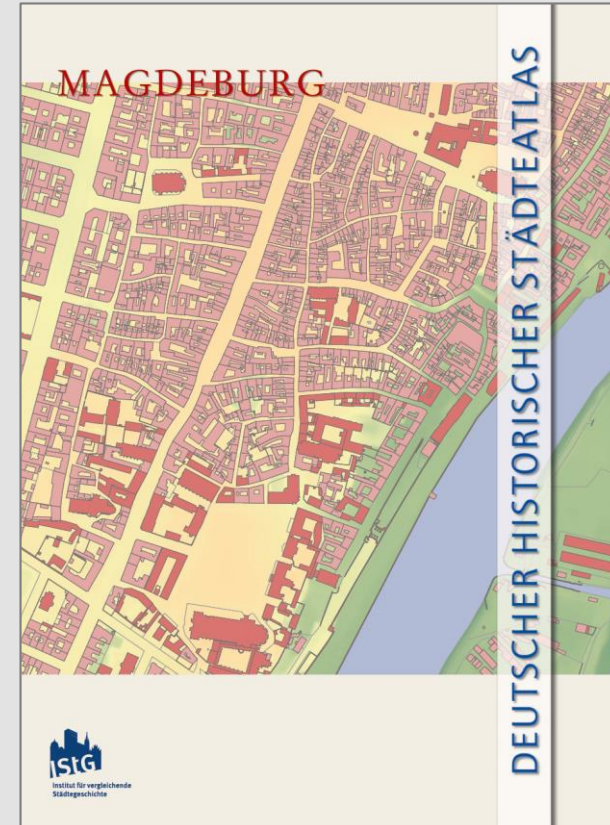 MAGDEBURG
DEUTSCHER HISTORISCHER STÄDTEATLAS
IStG
Institut für vergleichende
Städtegeschichte